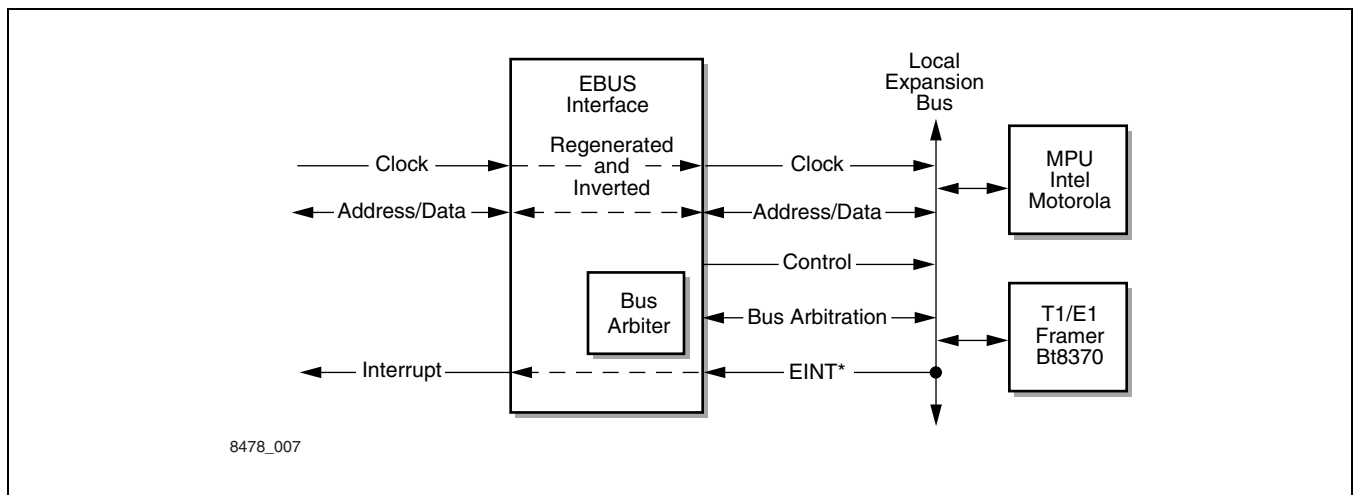 EBUS
Interface
Local
Expansion
Bus
Regenerated
and
Inverted
Clock
Clock
MPU
Intel
Motorola
Address/Data
Address/Data
Control
Bus
Arbiter
Bus Arbitration
T1/E1
Framer
Bt8370
Interrupt
EINT*
8478_007